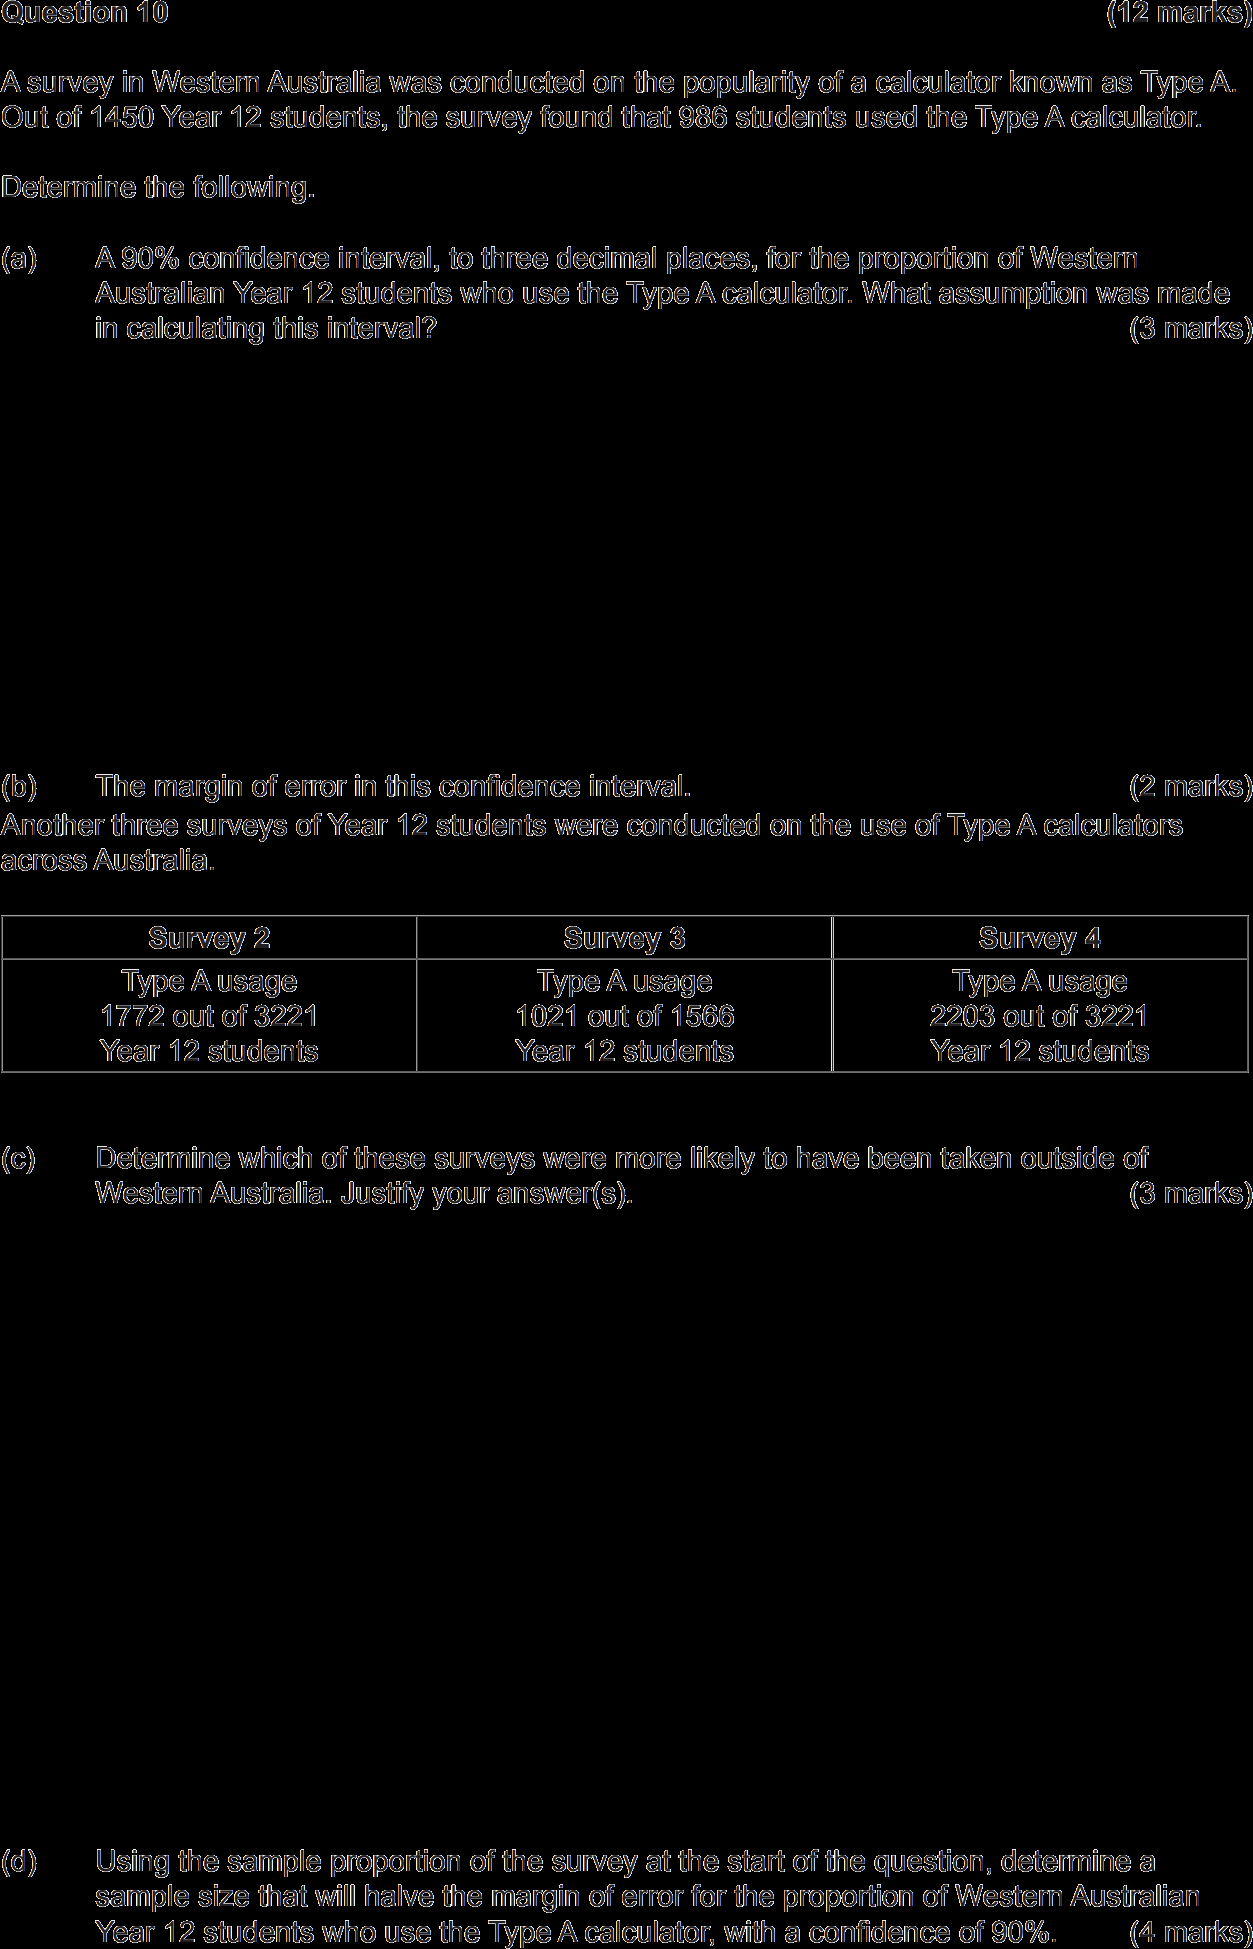 Question 10 (12 marks)
A survey in Western Australia was conducted on the popularity of a calculator known as Type A.
Out of 1450 Year 12 students, the survey found that 986 students used the Type A calculator.
Determine the following.
(a) A 90% confidence interval, to three decimal places, for the proportion of Western
Australian Year 12 students who use the Type A calculator. What assumption was made
in calculating this interval? (3 marks)
(b) The margin of error in this confidence interval. (2 marks)
Another three surveys of Year 12 students were conducted on the use of Type A calculators
across Australia.
Survey 2 Survey 3 Survey 4
Type A usage Type A usage Type A usage
1772 out of 3221 1021 out of 1566 2203 out of 3221
Year 12 students Year 12 students Year 12 students
(c) Determine which of these surveys were more likely to have been taken outside of
Western Australia. Justify your answer(s). (3 marks)
(d) Using the sample proportion of the survey at the start of the question, determine a
sample size that will halve the margin of error for the proportion of Western Australian
Year 12 students who use the Type A calculator, with a confidence of 90%. (4 marks)